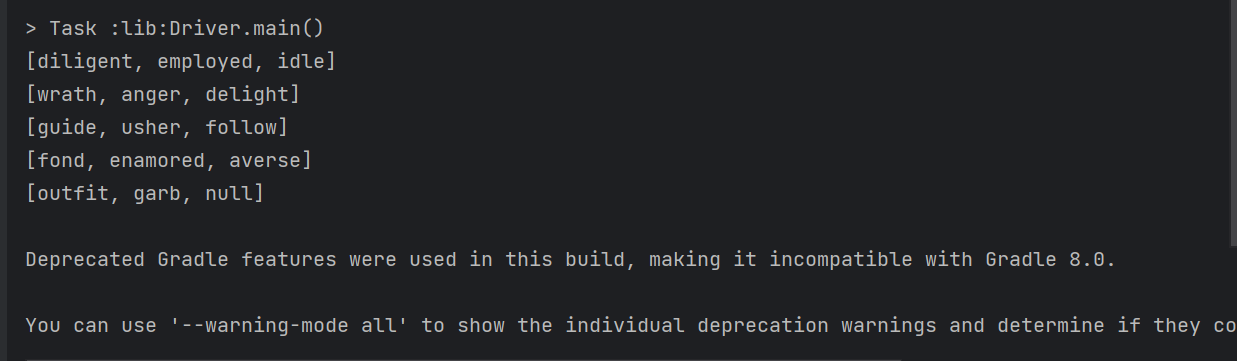 > Task :lib:Driver.main()
[diligent, employed, idle]
[wrath, anger, delight]
[guide, usher, follow]
[fond, enamored, averse]
[outfit, garb, null]
Deprecated Gradle features were used in this build, making it incompatible with Gradle 8.0.
You can use '--warning-mode all' to show the individual deprecation warnings and determine if they co